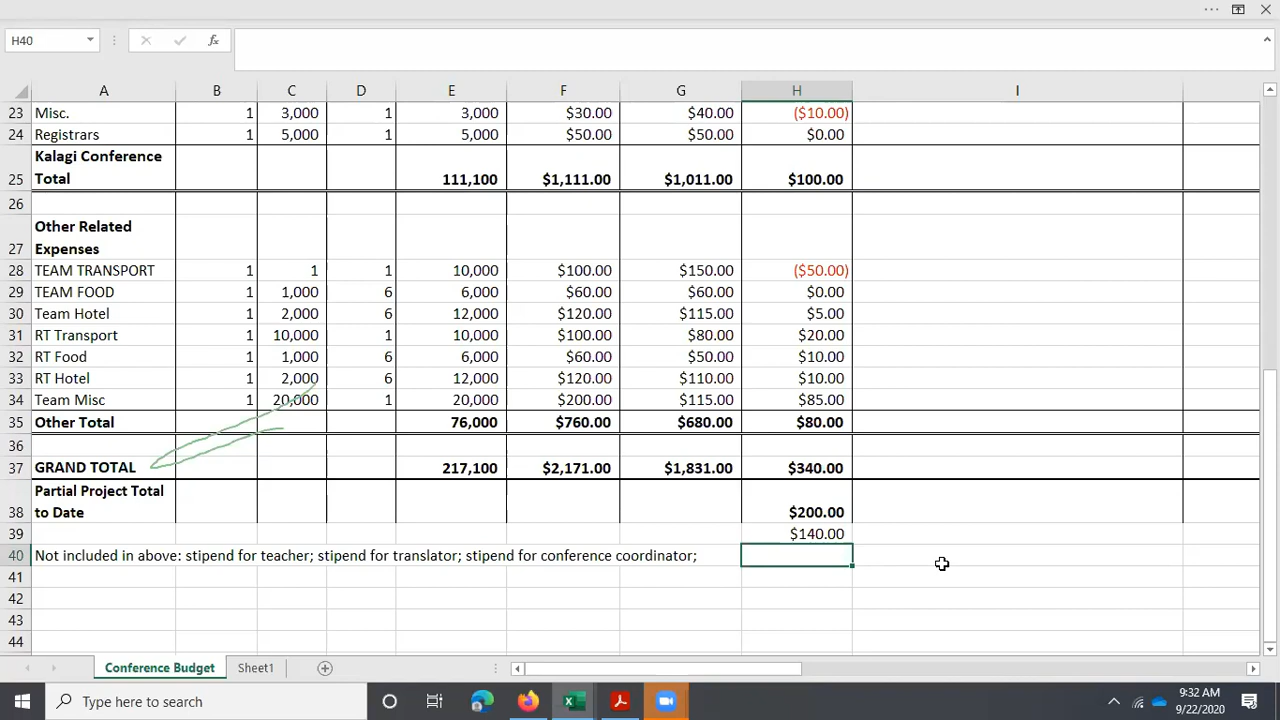 H40
fx
A B C D E F G H I
23 Misc. 1 3,000 1 3,000 $30.00 $40.00 ($10.00)
24 Registrars 1 5,000 1 5,000 $50.00 $50.00 $0.00
Kalagi Conference
25 Total 111,100 $1,111.00 $1,011.00 $100.00
26
Other Related
27 Expenses
28 TEAM TRANSPORT 1 1 1 10,000 $100.00 $150.00 ($50.00)
29 TEAM FOOD 1 1,000 6 6,000 $60.00 $60.00 $0.00
30 Team Hotel 1 2,000 6 12,000 $120.00 $115.00 $5.00
31 RT Transport 1 10,000 1 10,000 $100.00 $80.00 $20.00
32 RT Food 1 1,000 6 6,000 $60.00 $50.00 $10.00
33 RT Hotel 1 2,000 6 12,000 $120.00 $110.00 $10.00
34 Team Misc 1 20,000 1 20,000 $200.00 $115.00 $85.00
35 Other Total 76,000 $760.00 $680.00 $80.00
36
37 GRAND TOTAL 217,100 $2,171.00 $1,831.00 $340.00
Partial Project Total
38 to Date $200.00
39 $140.00
40 Not included in above: stipend for teacher; stipend for translator; stipend for conference coordinator;
41
42
43
44
Conference Budget Sheet1
Type here to search
9:32 AM
9/22/2020